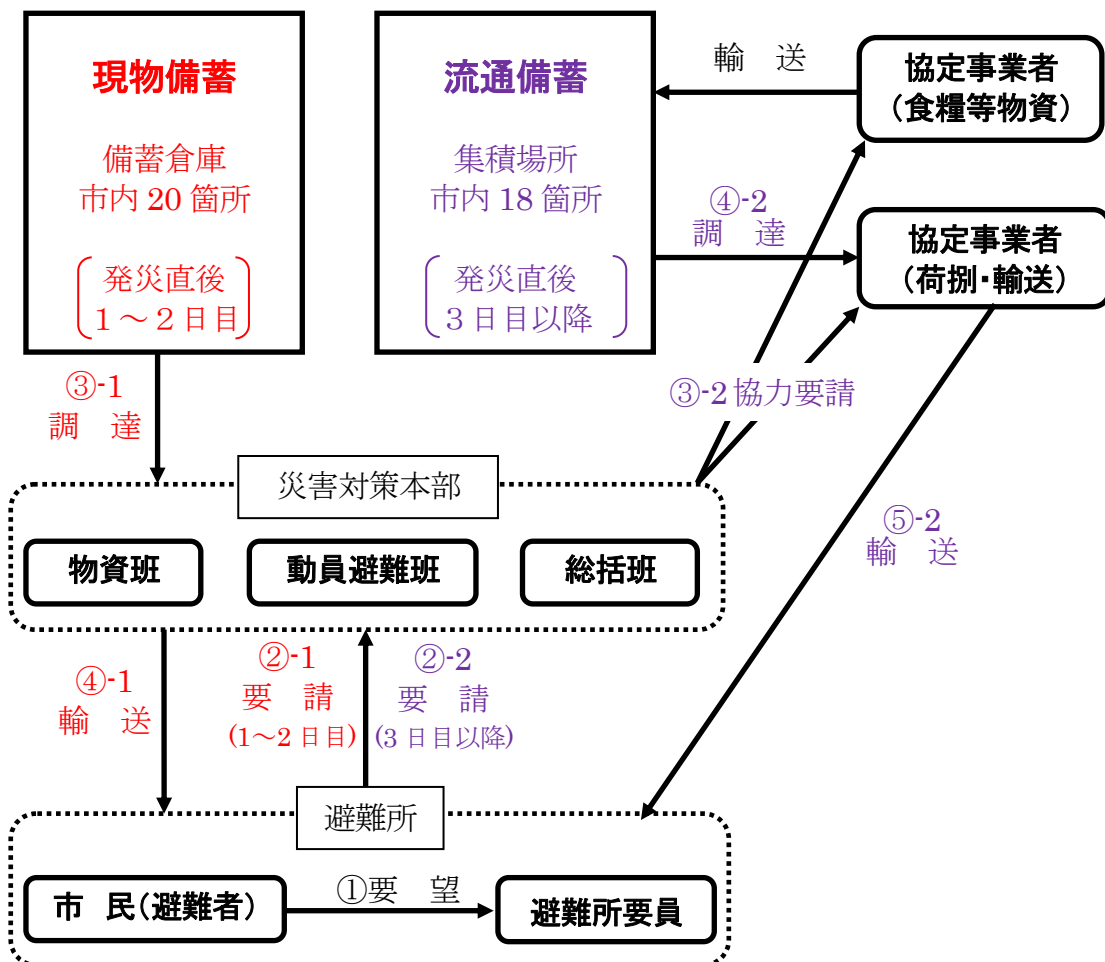 現物備蓄
備蓄倉庫
市内 20 箇所
発災直後
1～2日目
流通備蓄
集積場所
市内 18 箇所
発災直後
3日目以降
輸 送
協定事業者
（食糧等物資）
④-2
調 達
協定事業者
（荷捌・輸送）
③-1
調 達
③-2 協力要請
災害対策本部
物資班
動員避難班
総括班
⑤-2
輸 送
④-1
輸 送
②-1
要 請
(1～2 日目)
②-2
要 請
(3 日目以降)
避難所
市 民（避難者）
①要 望
避難所要員